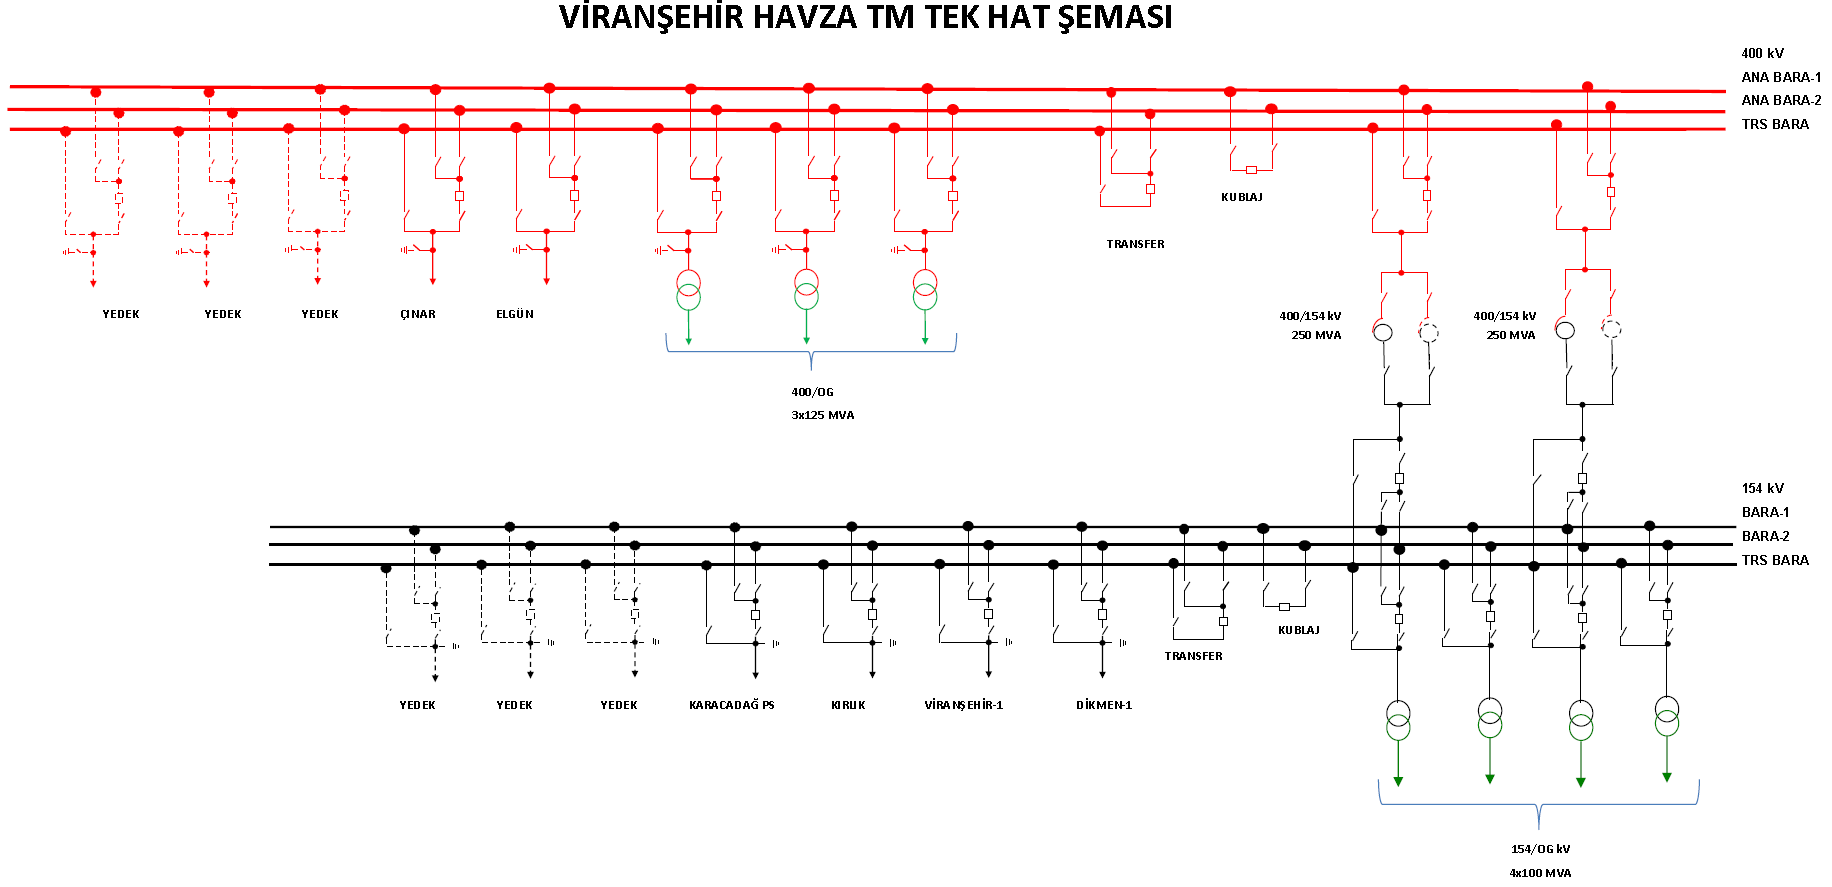 VİRANŞEHİR HAVZA TM TEK HAT ŞEMASI
400 kV
ANA BARA-1
ANA BARA-2
TRS BARA
KUBLAJ
TRANSFER
YEDEK
YEDEK
YEDEK
ÇINAR
ELGÜN
400/154 kV
250 MVA
400/154 kV
250 MVA
400/OG
3x125 MVA
154 kV
BARA-1
BARA-2
TRS BARA
KUBLAJ
TRANSFER
YEDEK
YEDEK
YEDEK
KARACADAĞ PS
KIRLIK
VİRANŞEHİR-1
DİKMEN-1
154/OG kV
4x100 MVA